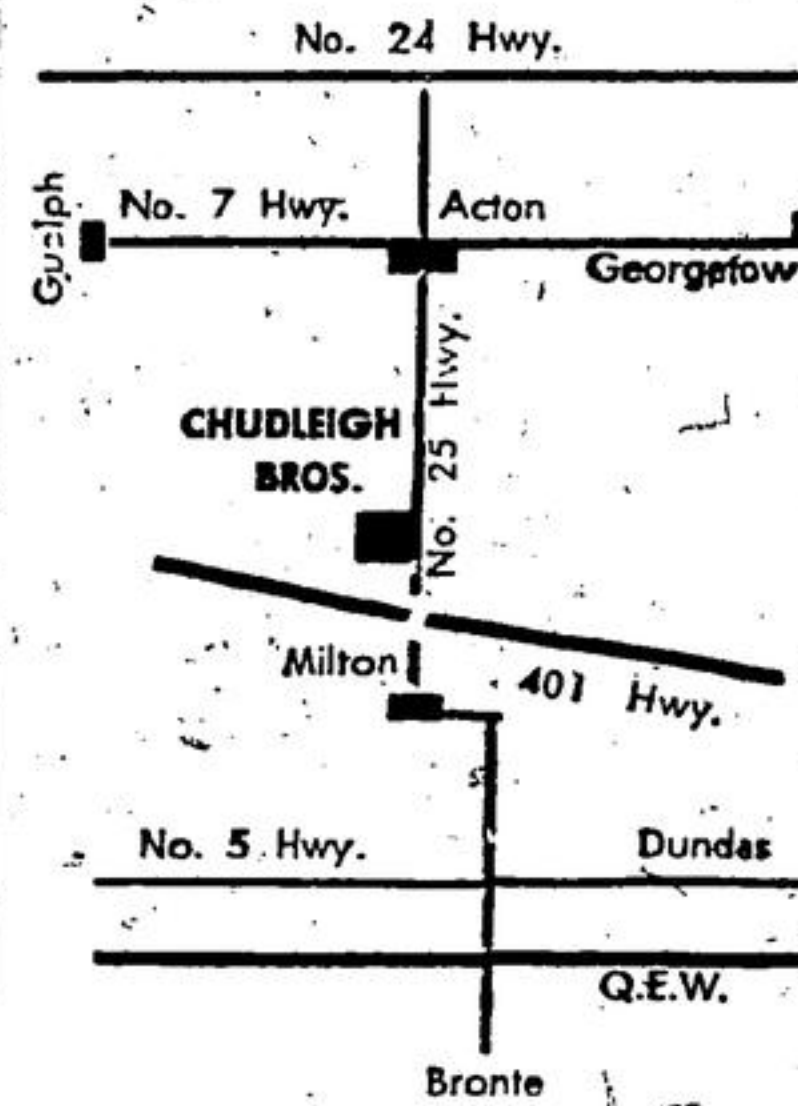 No. 24 Hwy.
Guelph
No. 7 Hwy.
Acton
Georgetow
No. 25 Hwy.
CHUDLEIGH
BROS.
Milton
401 Hwy.
No. 5 Hwy.
Dundas
Q.E.W.
Bronte